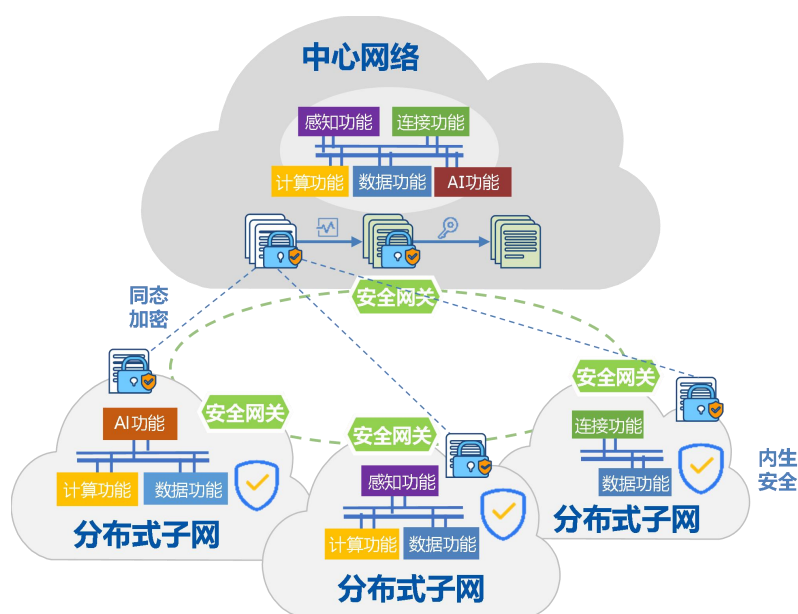 中心网络
感知功能
连接功能
计算功能
数据功能
AI功能
安全网关
同态
加密
安全网关
AI功能
安全网关
计算功能
数据功能
分布式子网
安全网关
感知功能
计算功能
数据功能
分布式子网
连接功能
数据功能
分布式子网
内生
安全